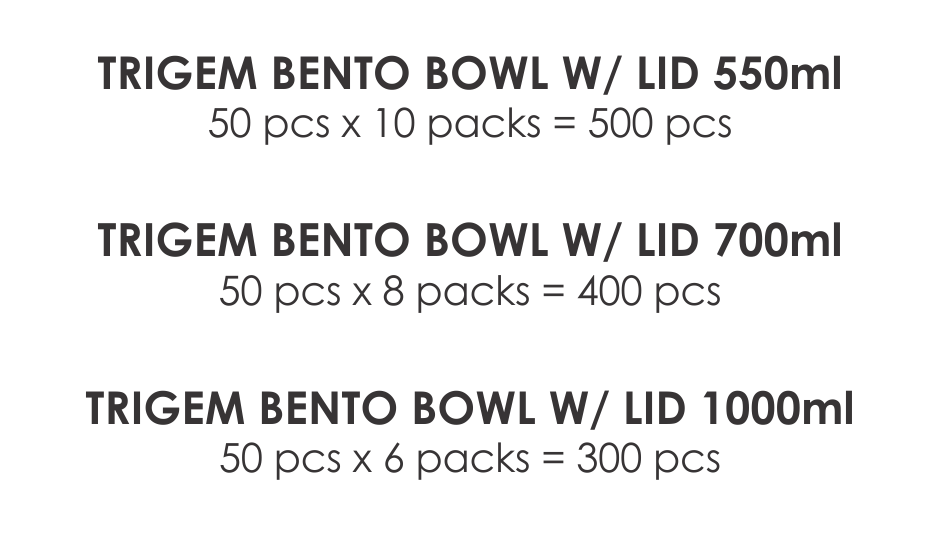 TRIGEM BENTO BOWL W/ LID 550ml
50 pcs x 10 packs = 500 pcs
TRIGEM BENTO BOWL W/ LID 700ml
50 pcs x 8 packs = 400 pcs
TRIGEM BENTO BOWL W/ LID 1000ml
50 pcs x 6 packs = 300 pcs